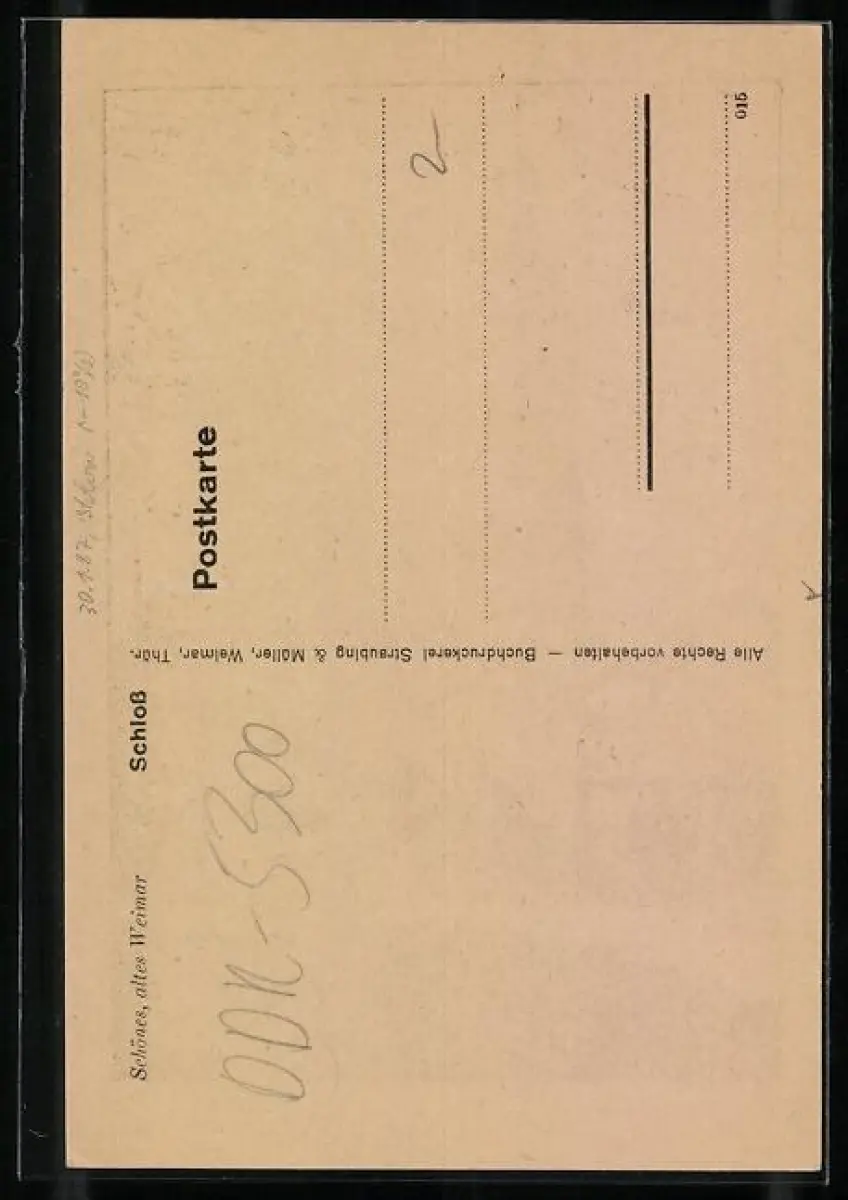 Schönes, altes Weimar
Schloß
Postkarte
DDR-5300
2-
Alle Rechte vorbehalten — Buchdruckerei Straubing & Müller, Weimar, Thür.
015